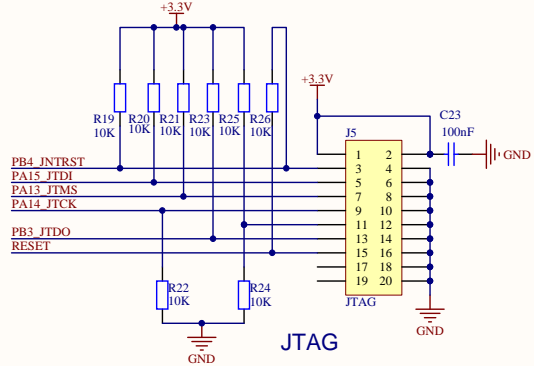 +3.3V
+3.3V
R19
10K
R20
10K
R21
10K
R23
10K
R25
10K
R26
10K
C23
100nF
GND
J5
PB4_JNTRST
PA15_JTDI
PA13_JTMS
PA14_JTCK
PB3_JTDO
RESET
1 2
3 4
5 6
7 8
9 10
11 12
13 14
15 16
17 18
19 20
JTAG
R22
10K
R24
10K
GND
GND
JTAG